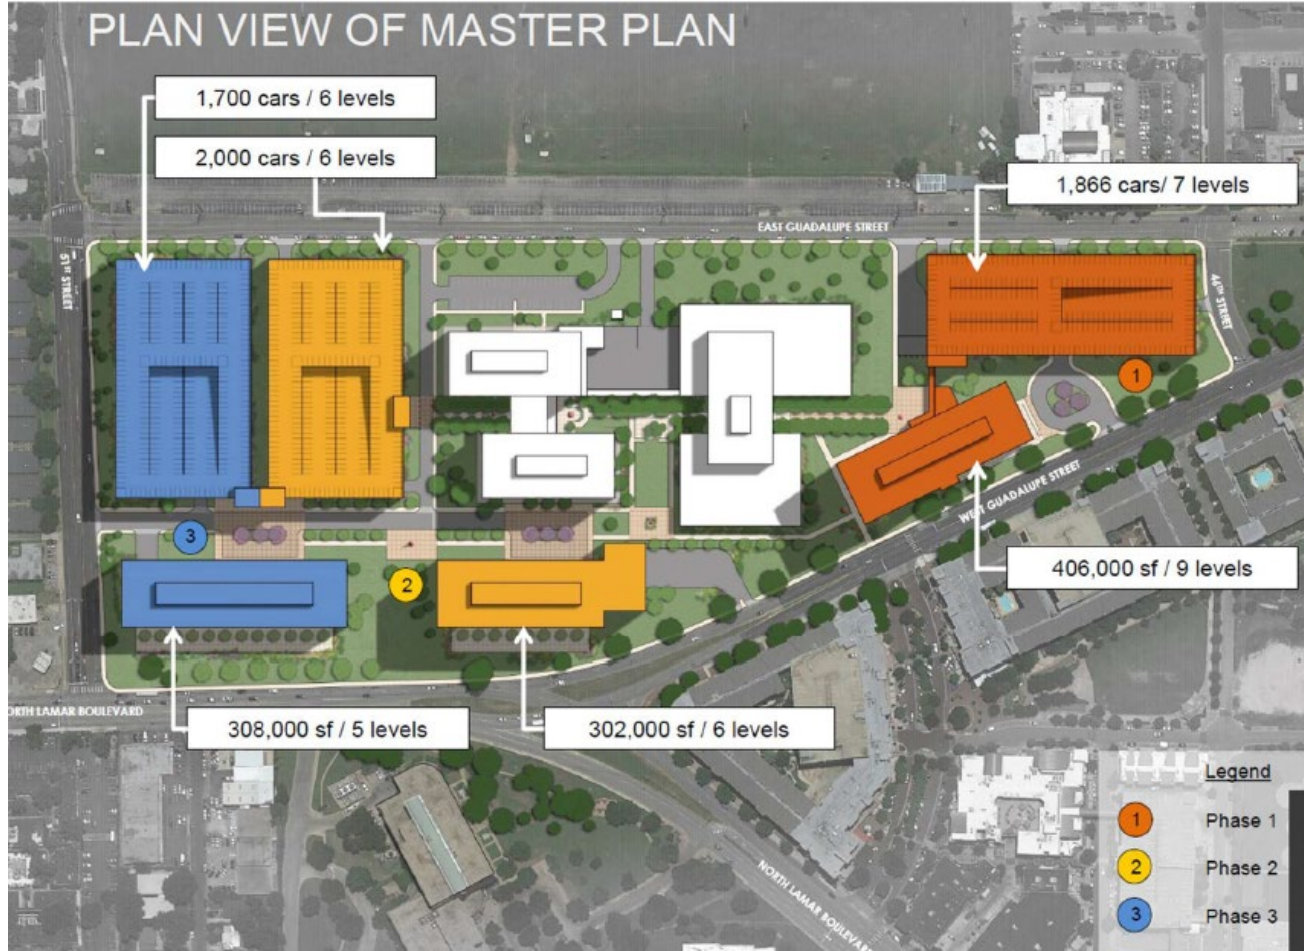 PLAN VIEW OF MASTER PLAN
1,700 cars / 6 levels
2,000 cars / 6 levels
1,866 cars/ 7 levels
EAST GUADALUPE STREET
51ST STREET
46TH STREET
1
WEST GUADALUPE STREET
3
2
406,000 sf / 9 levels
ORTH LAMAR BOULEVARD
308,000 sf / 5 levels
302,000 sf / 6 levels
NORTH LAMAR BOULEVARD
Legend
1 Phase 1
2 Phase 2
3 Phase 3